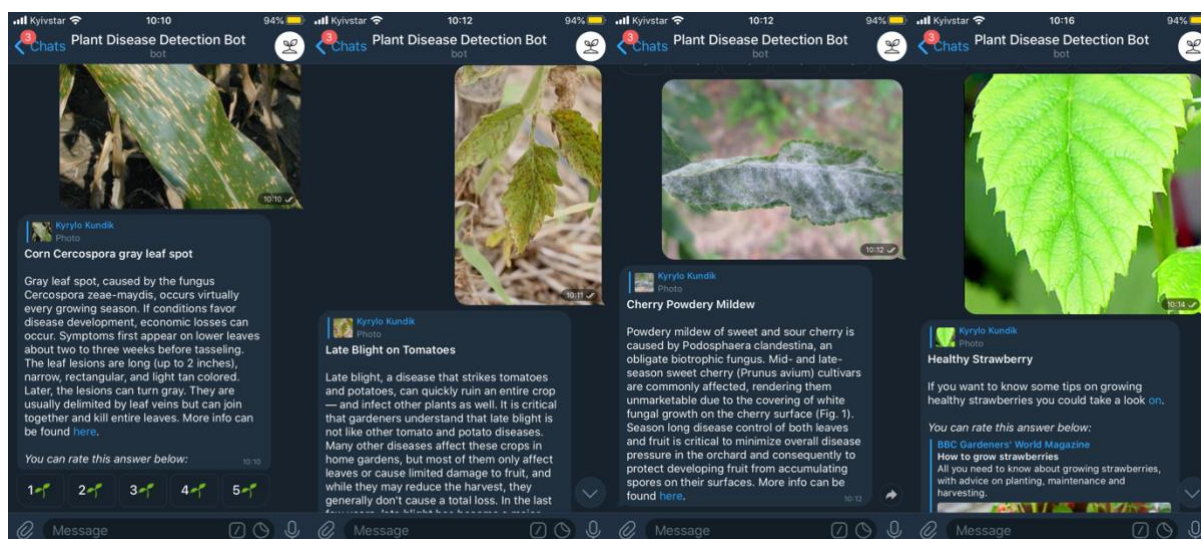 Kyivstar 10:10 94%
3
Chats
Plant Disease Detection Bot
bot
10:10
Kyrylo Kundik
Photo
Corn Cercospora gray leaf spot
Gray leaf spot, caused by the fungus
Cercospora zeae-maydis, occurs virtually
every growing season. If conditions favor
disease development, economic losses can
occur. Symptoms first appear on lower leaves
about two to three weeks before tasseling.
The leaf lesions are long (up to 2 inches),
narrow, rectangular, and light tan colored.
Later, the lesions can turn gray. They are
usually delimited by leaf veins but can join
together and kill entire leaves. More info can
be found here.
You can rate this answer below:
10:10
1 2 3 4 5
Message
Kyivstar 10:12 94%
3
Chats
Plant Disease Detection Bot
bot
10:11
Kyrylo Kundik
Photo
Late Blight on Tomatoes
Late blight, a disease that strikes tomatoes
and potatoes, can quickly ruin an entire crop
— and infect other plants as well. It is critical
that gardeners understand that late blight is
not like other tomato and potato diseases.
Many other diseases affect these crops in
home gardens, but most of them only affect
leaves or cause limited damage to fruit, and
while they may reduce the harvest, they
generally don't cause a total loss. In the last
few years, late blight has become a major
Message
Kyivstar 10:12 94%
3
Chats
Plant Disease Detection Bot
bot
10:12
Kyrylo Kundik
Photo
Cherry Powdery Mildew
Powdery mildew of sweet and sour cherry is
caused by Podosphaera clandestina, an
obligate biotrophic fungus. Mid- and late-
season sweet cherry (Prunus avium) cultivars
are commonly affected, rendering them
unmarketable due to the covering of white
fungal growth on the cherry surface (Fig. 1).
Season long disease control of both leaves
and fruit is critical to minimize overall disease
pressure in the orchard and consequently to
protect developing fruit from accumulating
spores on their surfaces. More info can be
found here.
10:12
Message
Kyivstar 10:16 94%
3
Chats
Plant Disease Detection Bot
bot
10:14
Kyrylo Kundik
Photo
Healthy Strawberry
If you want to know some tips on growing
healthy strawberries you could take a look on.
You can rate this answer below:
BBC Gardeners' World Magazine
How to grow strawberries
All you need to know about growing strawberries,
with advice on planting, maintenance and
harvesting.
Message